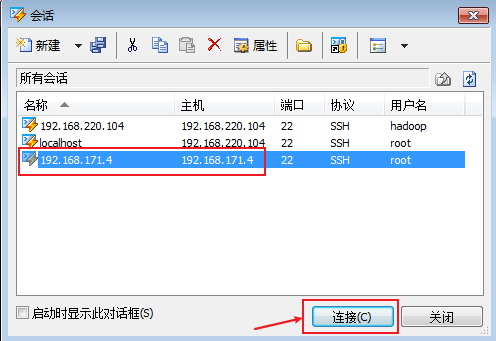 会话
新建 属性
所有会话
名称 主机 端口 协议 用户名
192.168.220.104 192.168.220.104 22 SSH hadoop
localhost 192.168.220.104 22 SSH root
192.168.171.4 192.168.171.4 22 SSH root
启动时显示此对话框(S) 连接(C) 关闭